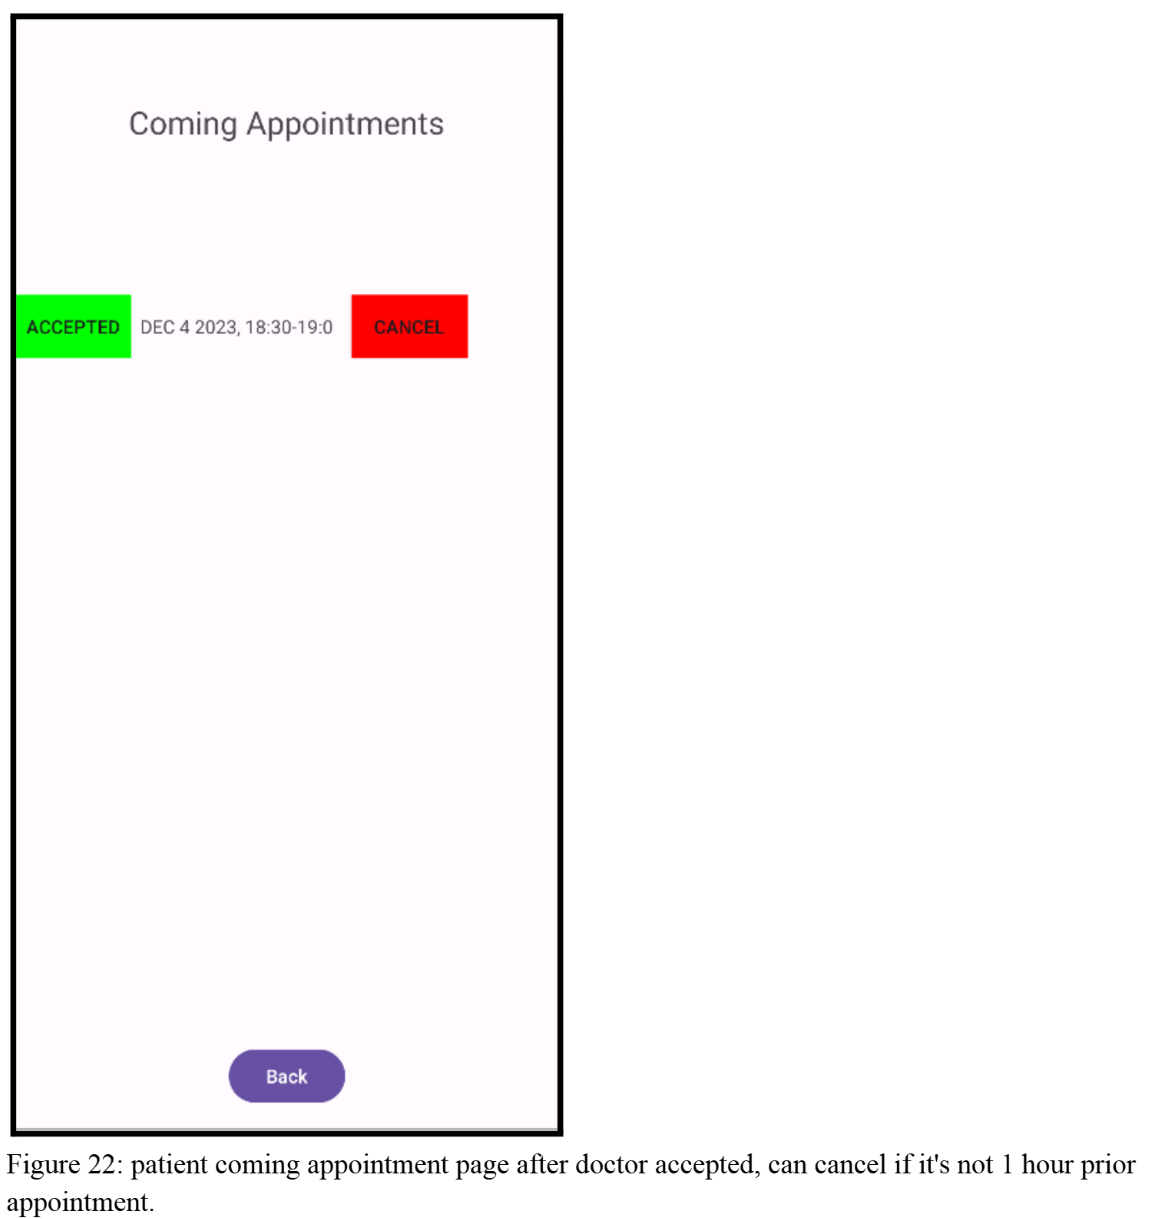 Coming Appointments
ACCEPTED DEC 4 2023, 18:30-19:0 CANCEL
Back
Figure 22: patient coming appointment page after doctor accepted, can cancel if it's not 1 hour prior
appointment.